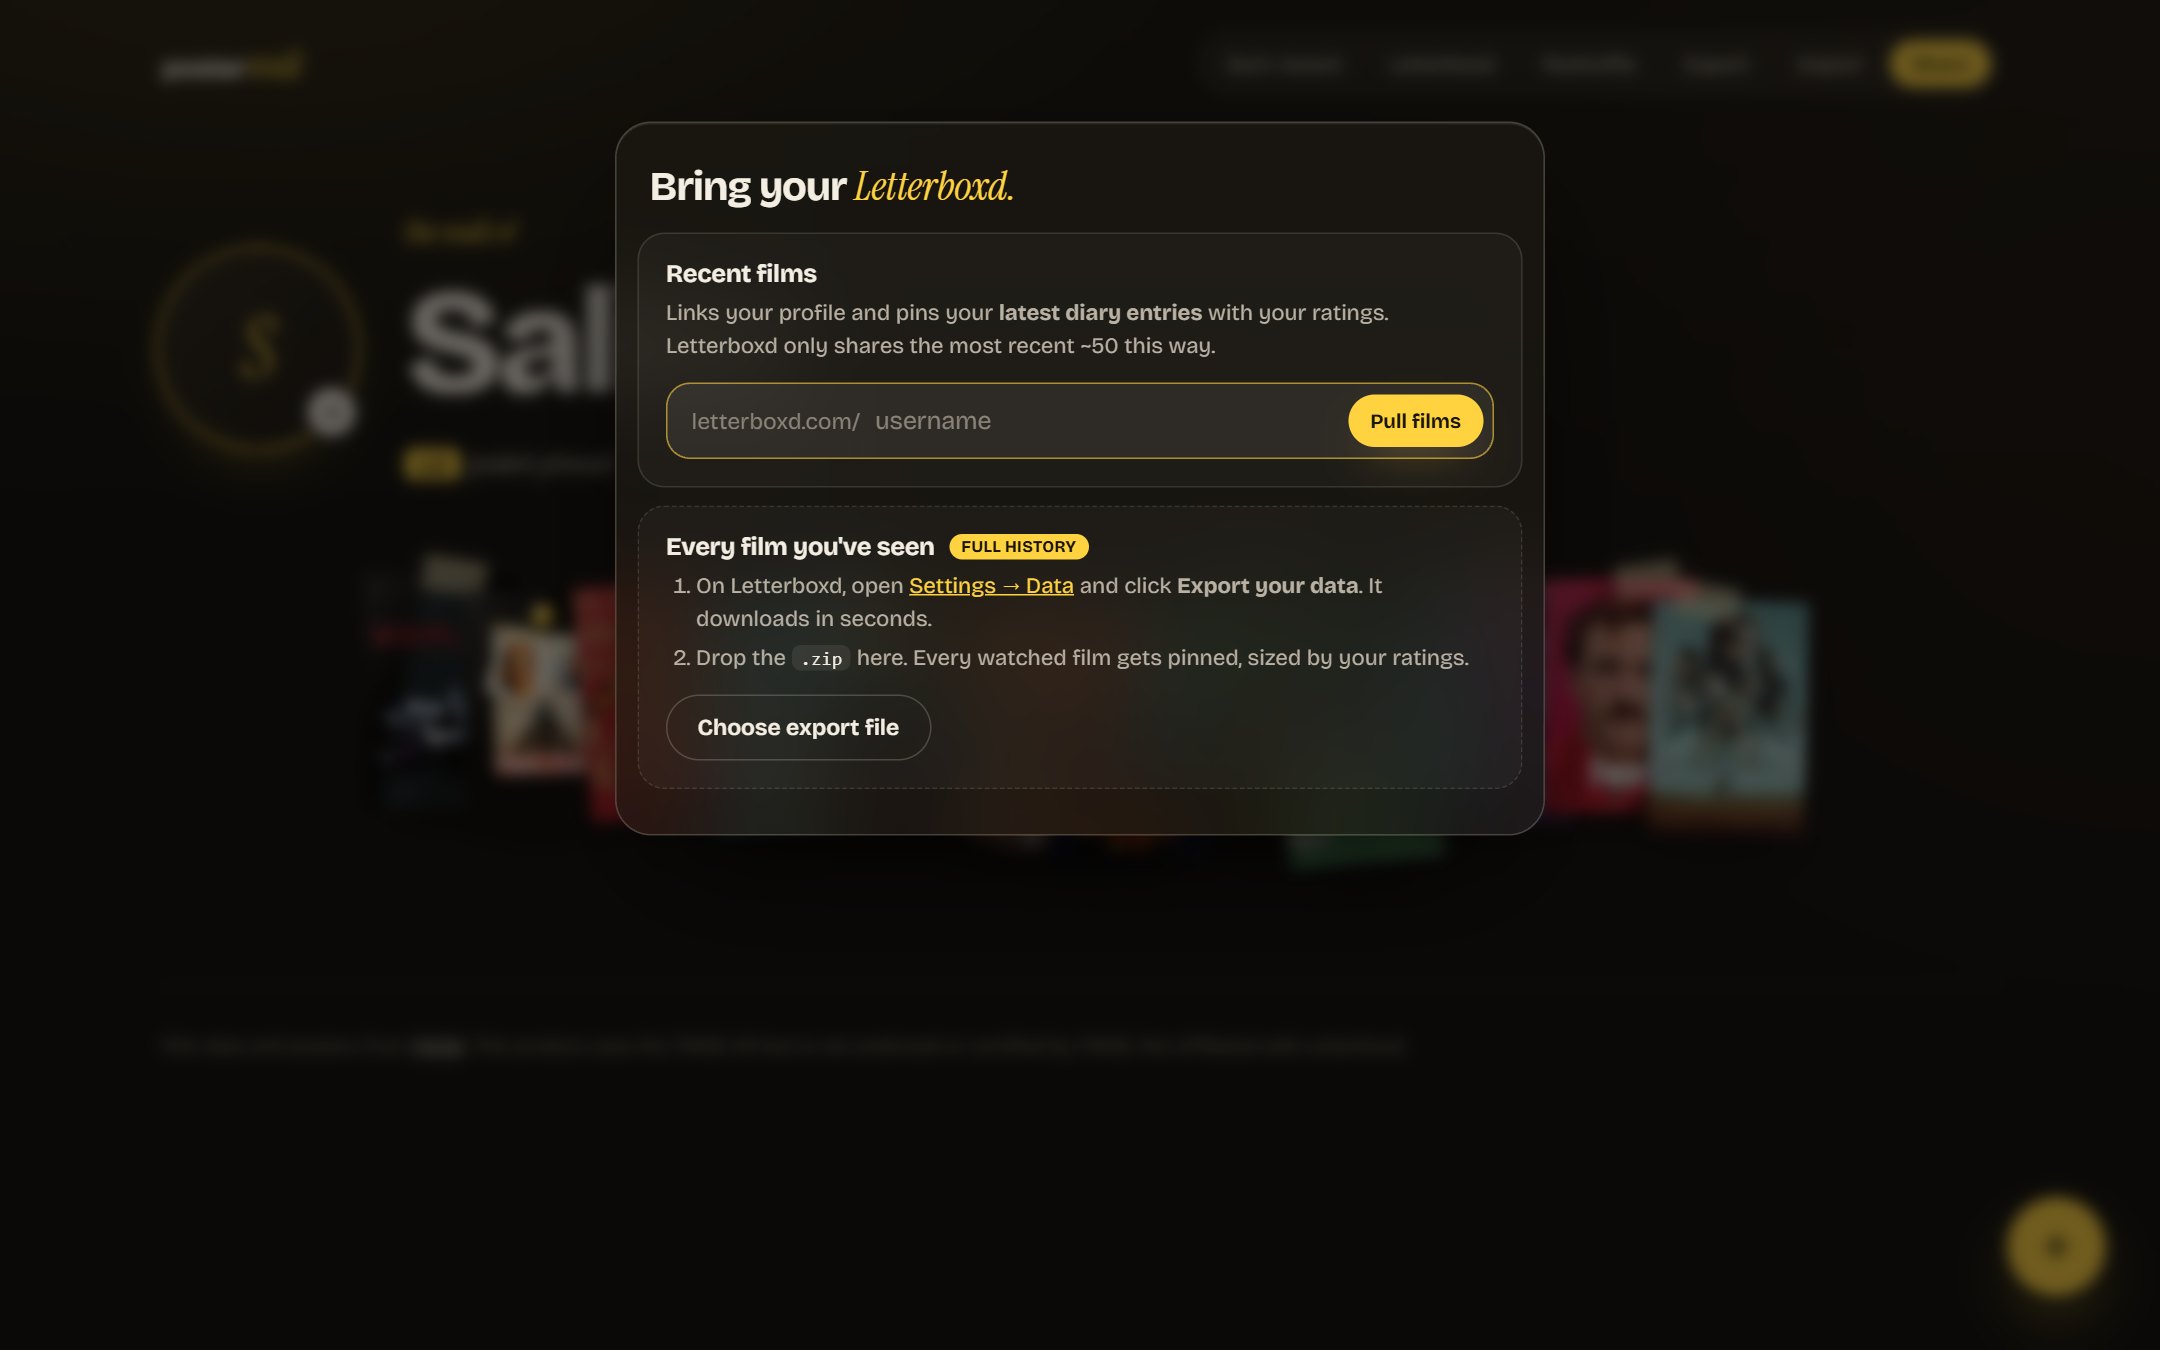 Bring your Letterboxd.
Recent films
Links your profile and pins your latest diary entries with your ratings.
Letterboxd only shares the most recent ~50 this way.
letterboxd.com/ username
Pull films
Every film you've seen FULL HISTORY
1. On Letterboxd, open Settings → Data and click Export your data. It
downloads in seconds.
2. Drop the .zip here. Every watched film gets pinned, sized by your ratings.
Choose export file
S
Sal